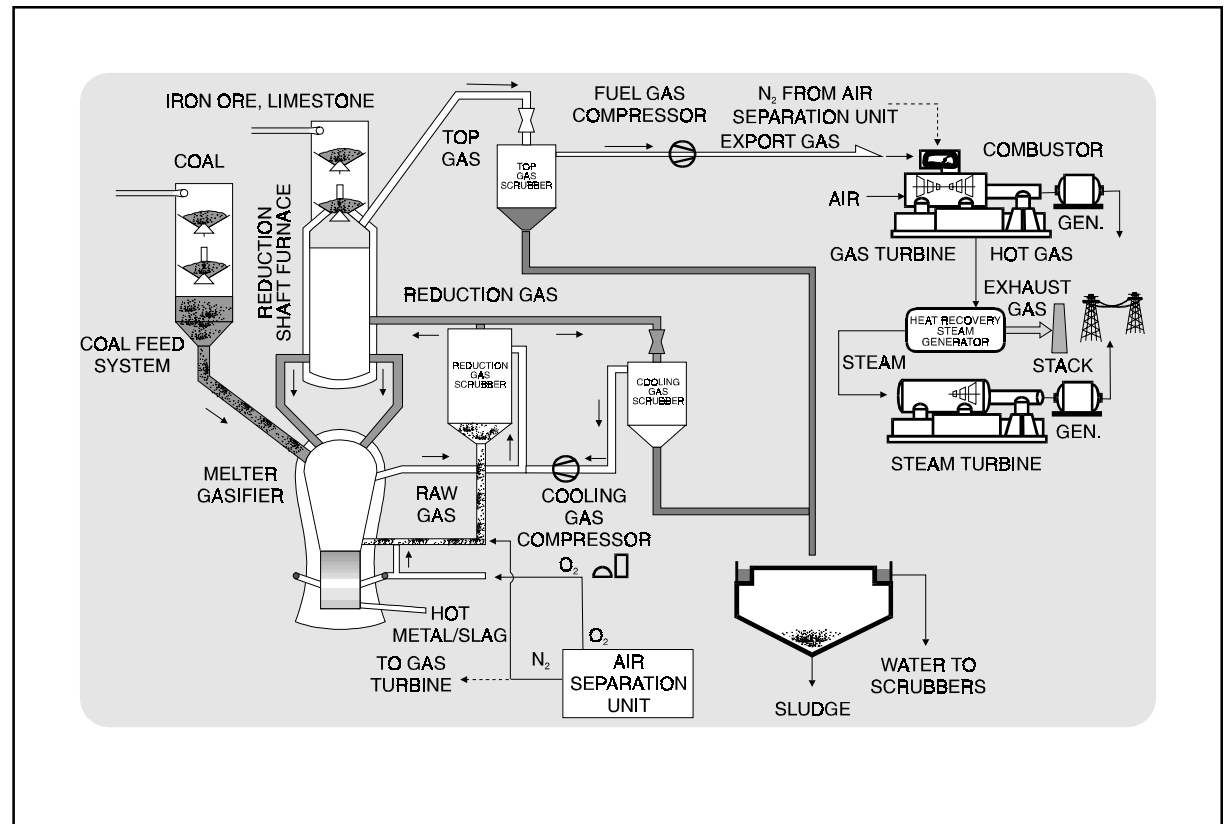 IRON ORE, LIMESTONE
FUEL GAS
COMPRESSOR
N₂ FROM AIR
SEPARATION UNIT
EXPORT GAS
TOP
GAS
TOP
GAS
SCRUBBER
COMBUSTOR
COAL
AIR
GEN.
GAS TURBINE
HOT GAS
REDUCTION
SHAFT FURNACE
REDUCTION GAS
EXHAUST
GAS
HEAT RECOVERY
STEAM
GENERATOR
COAL FEED
SYSTEM
STEAM
STACK
REDUCTION
GAS
SCRUBBER
COOLING
GAS
SCRUBBER
GEN.
STEAM TURBINE
MELTER
GASIFIER
RAW
GAS
COOLING
GAS
COMPRESSOR
O₂
HOT
METAL/SLAG
O₂
N₂
TO GAS
TURBINE
AIR
SEPARATION
UNIT
WATER TO
SCRUBBERS
SLUDGE